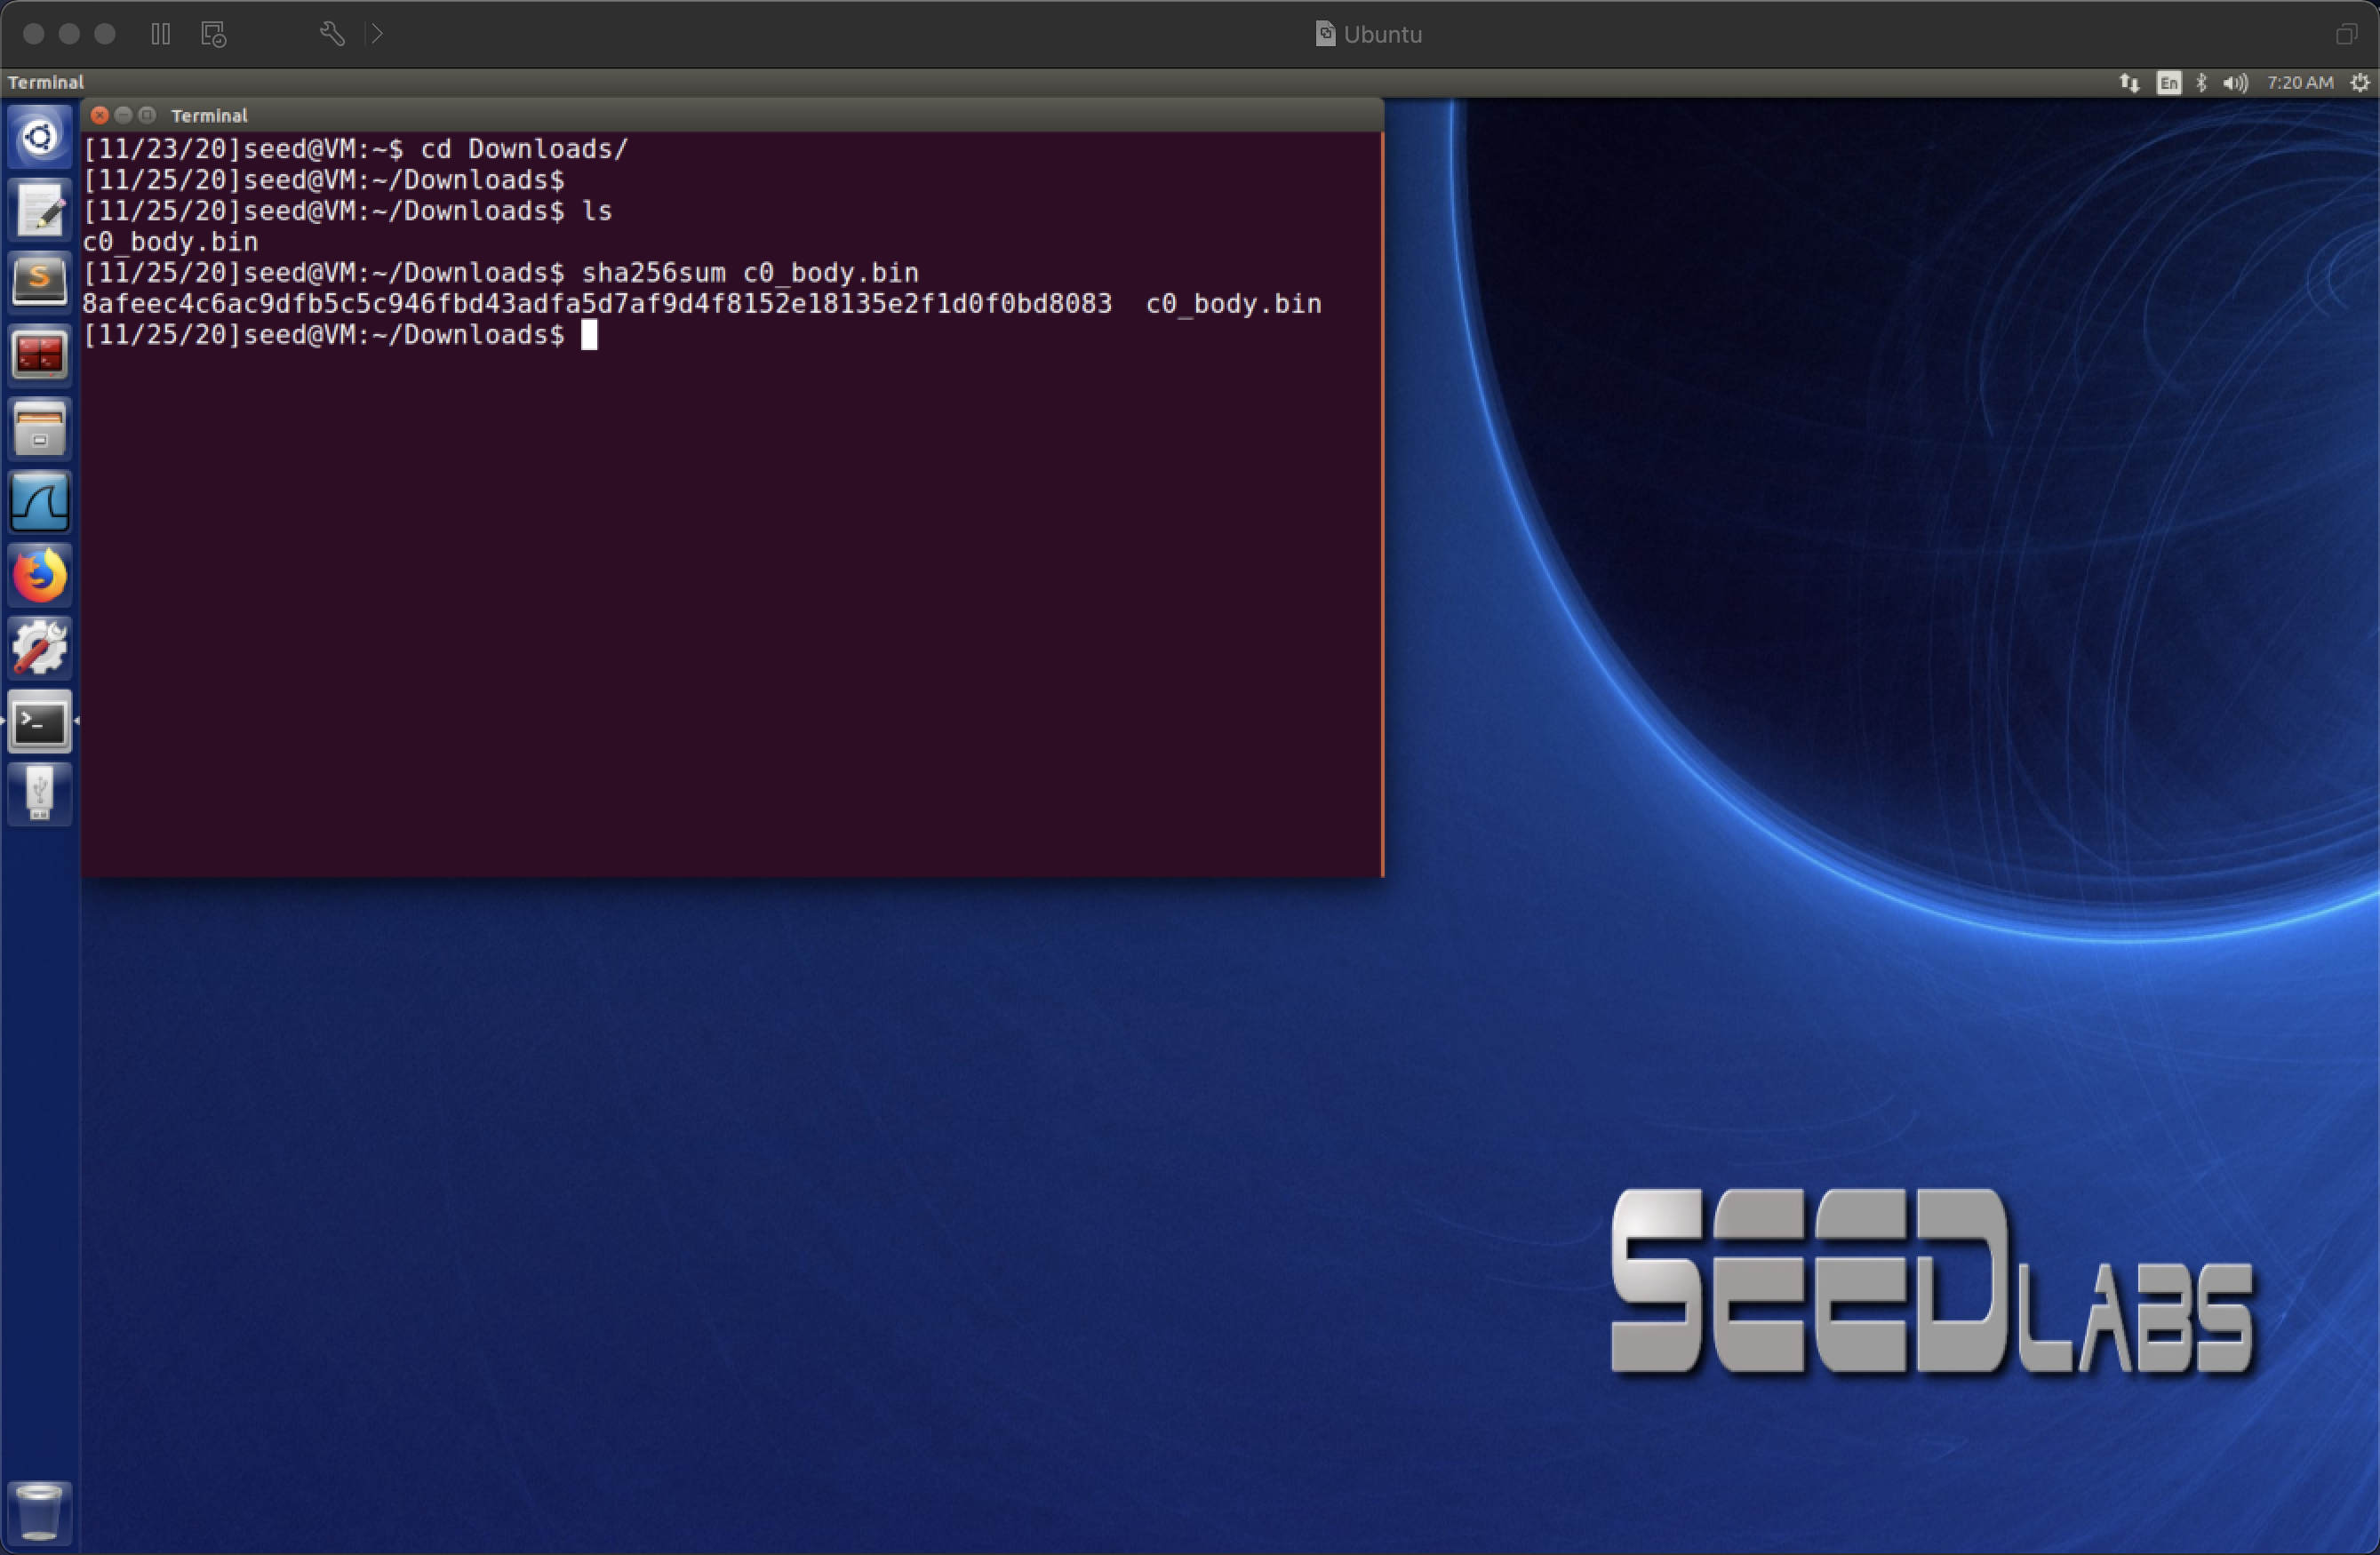 Ubuntu
Terminal
En
7:20 AM
Terminal
[11/23/20]seed@VM:~$ cd Downloads/
[11/25/20]seed@VM:~/Downloads$
[11/25/20]seed@VM:~/Downloads$ ls
c0_body.bin
[11/25/20]seed@VM:~/Downloads$ sha256sum c0_body.bin
8afeec4c6ac9dfb5c5c946fbd43adfa5d7af9d4f8152e18135e2f1d0f0bd8083  c0_body.bin
[11/25/20]seed@VM:~/Downloads$
SEEDLABS